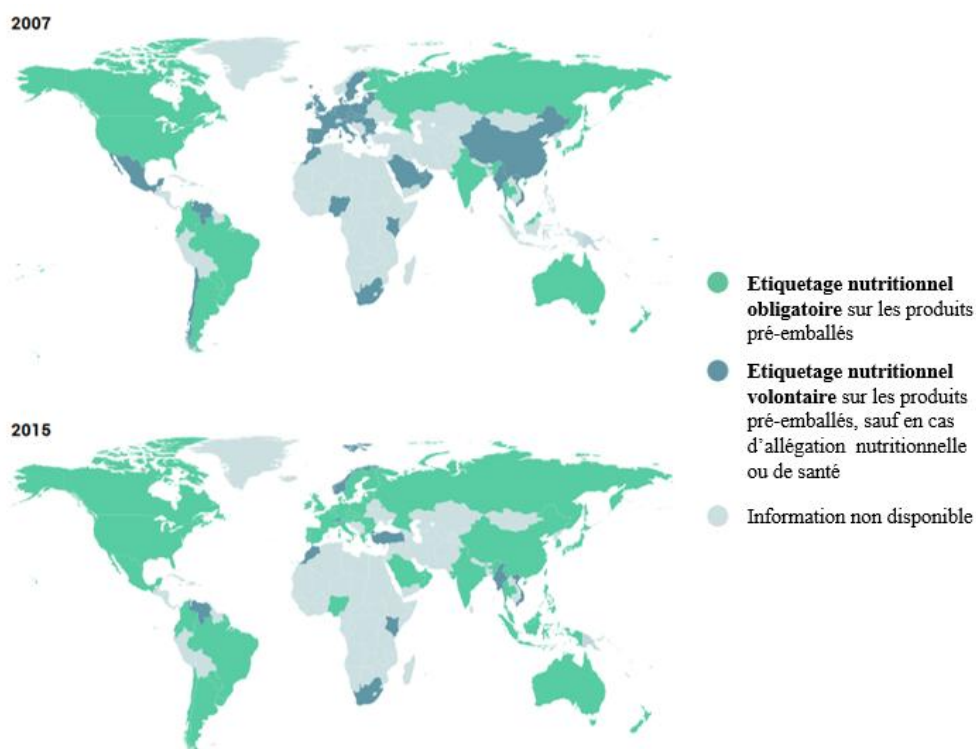 2007
Etiquetage nutritionnel
obligatoire sur les produits
pré-emballés
Etiquetage nutritionnel
volontaire sur les produits
pré-emballés, sauf en cas
d’allégation nutritionnelle
ou de santé
Information non disponible
2015